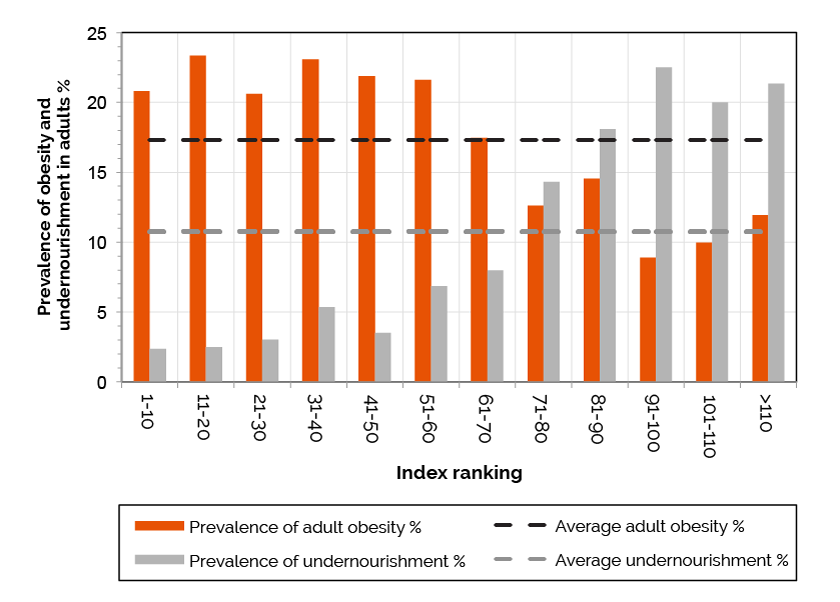 25
20
15
10
5
0
Prevalence of obesity and
undernourishment in adults %
1-10
11-20
21-30
31-40
41-50
51-60
61-70
71-80
81-90
91-100
101-110
>110
Index ranking
Prevalence of adult obesity %
Average adult obesity %
Prevalence of undernourishment %
Average undernourishment %